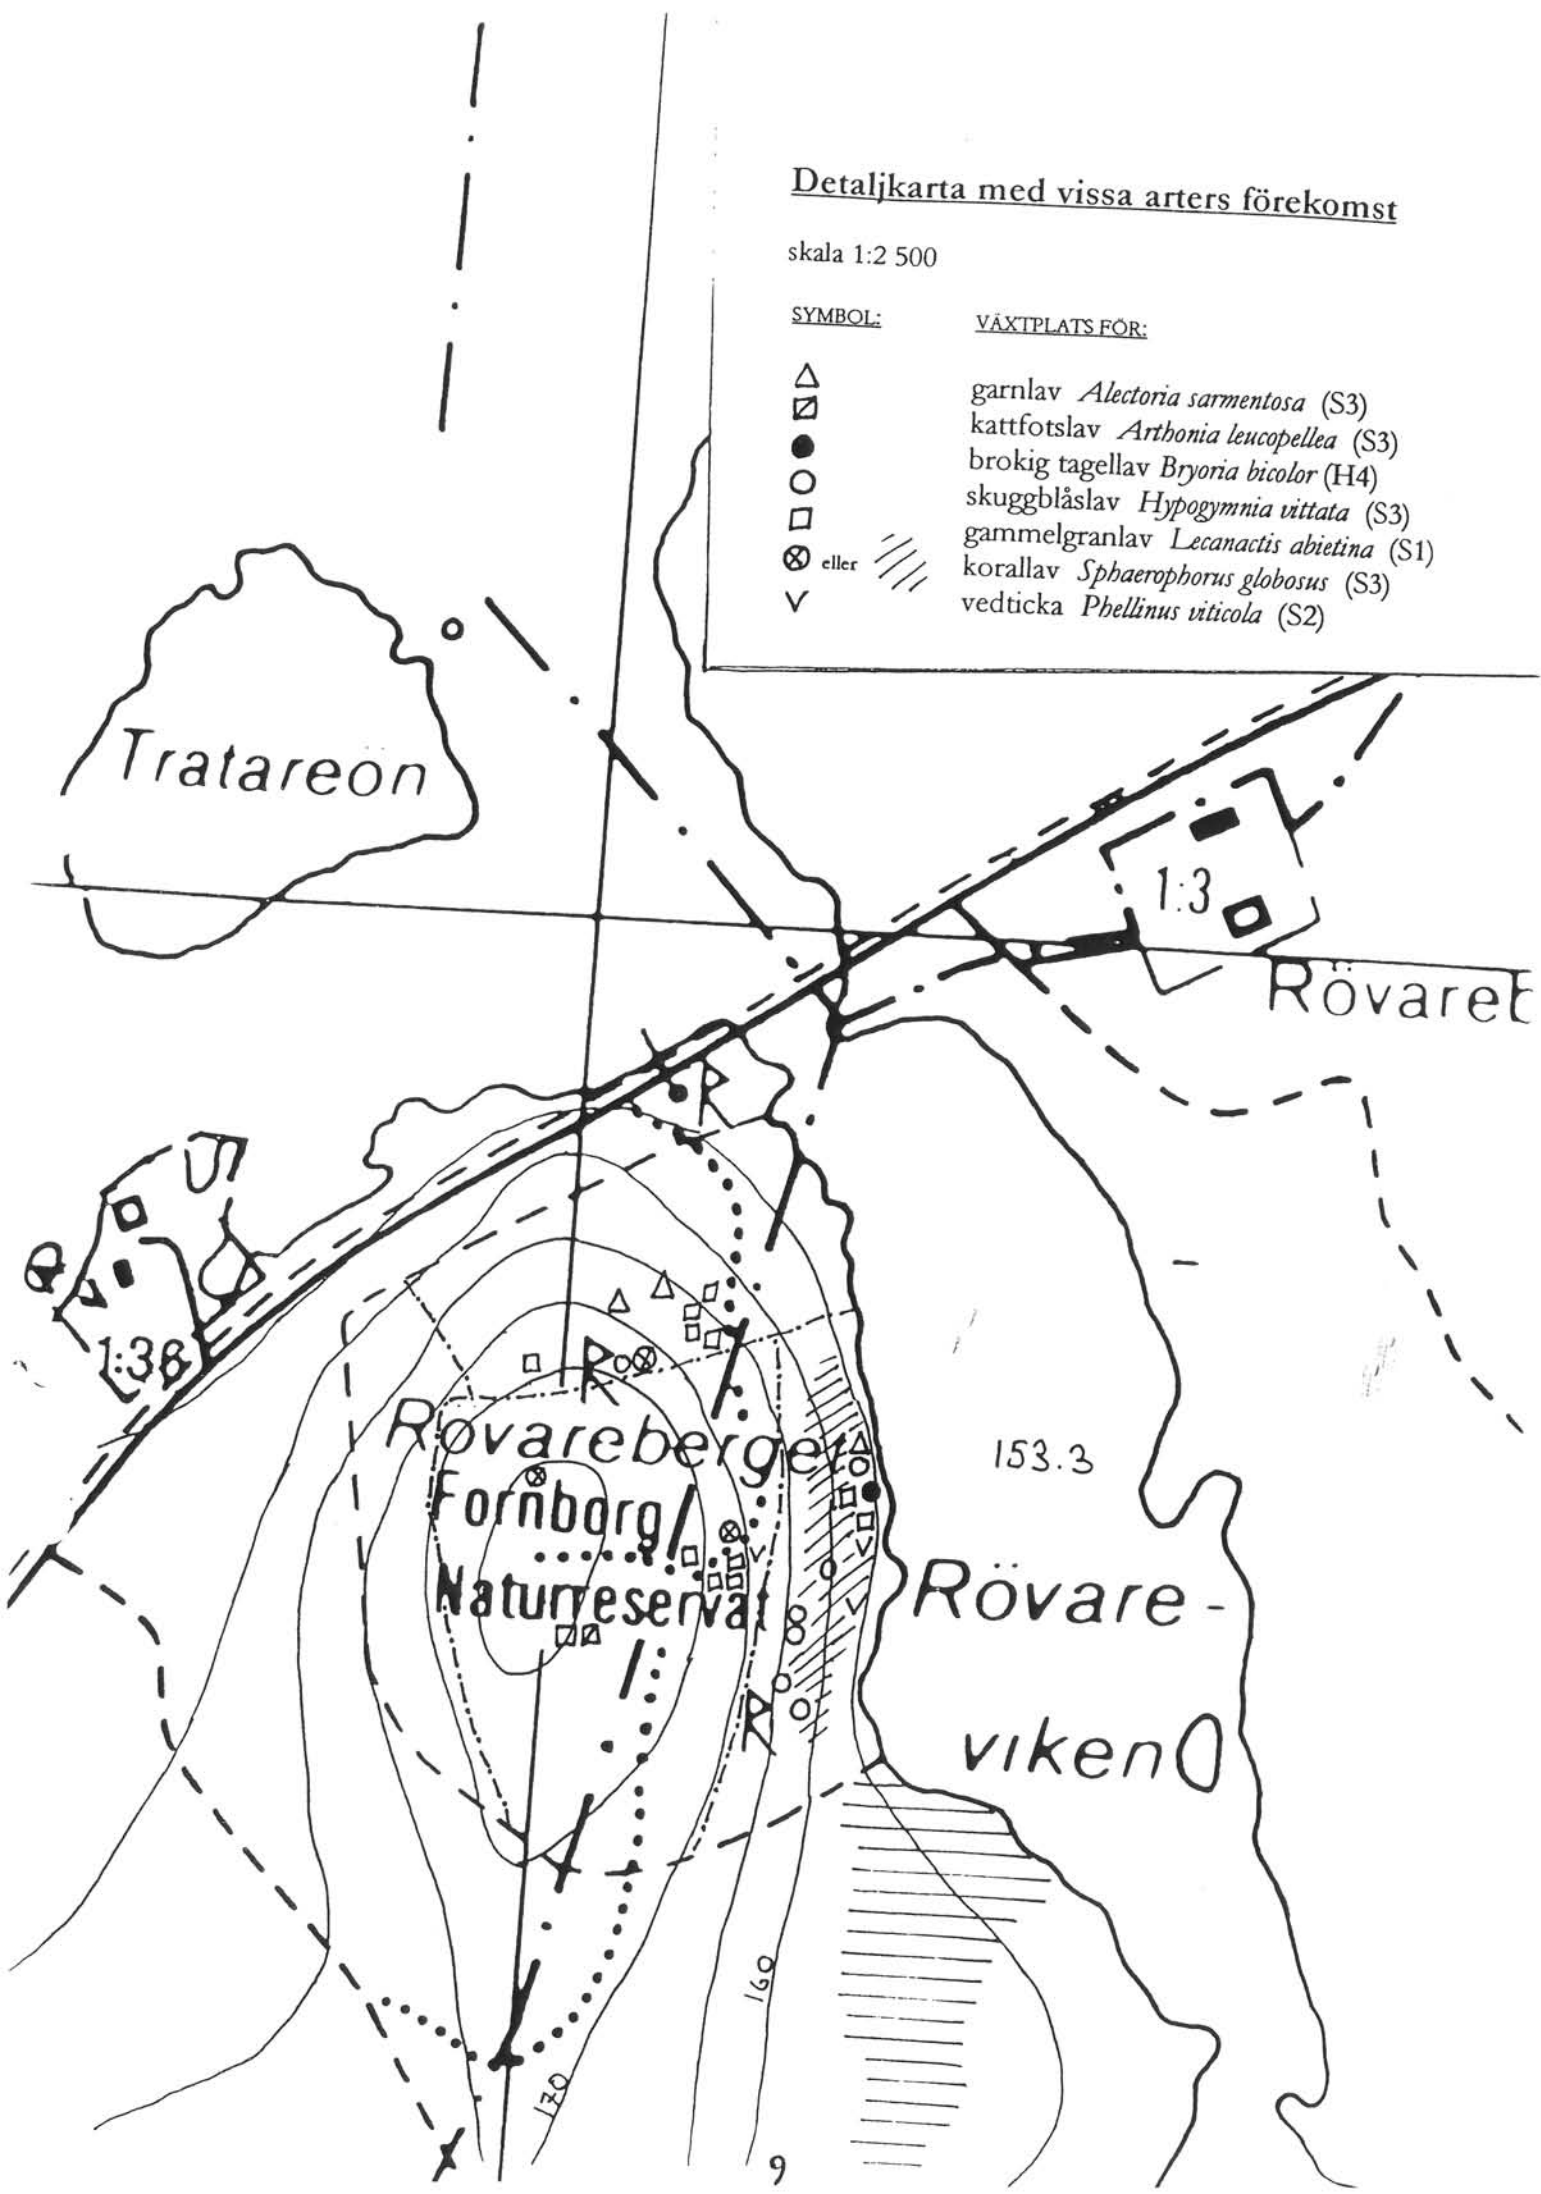 Detaljkarta med vissa arters förekomst
skala 1:2 500
SYMBOL:
VÄXTPLATS FÖR:
garnlav Alectoria sarmentosa (S3)
kattfotslav Arthonia leucopellea (S3)
brokig tagellav Bryoria bicolor (H4)
skuggblåslav Hypogymnia vittata (S3)
gammelgranlav Lecanactis abietina (S1)
eller
korallav Sphaerophorus globosus (S3)
vedticka Phellinus viticola (S2)
Tratareön
1:3
Röva
R
1:38
R
Rövareberget
153.3
Fornborg
Naturreservat
Rövare-
R
viken
160
170
9